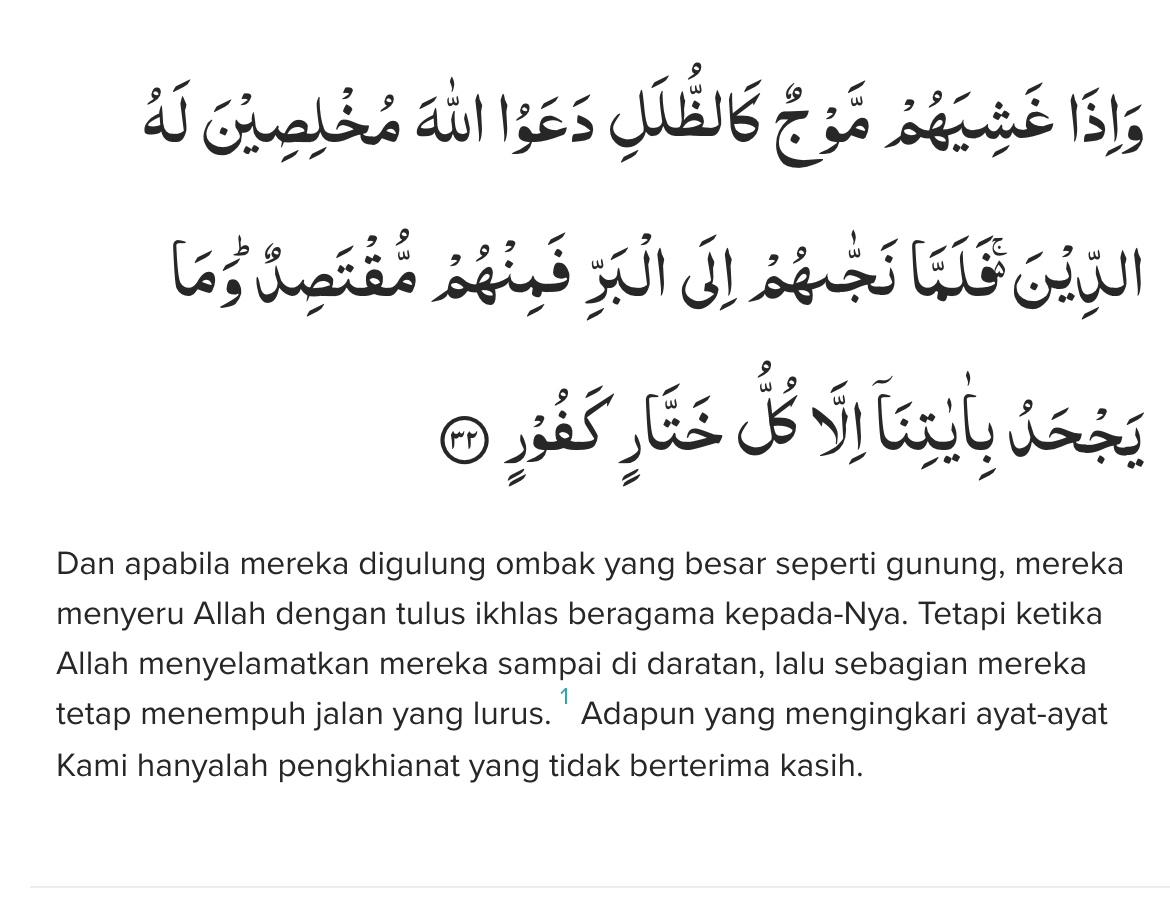 وَاِذَا غَشِيَهُمْ مَّوْجٌ كَالظُّلَلِ دَعَوُا اللّٰهَ مُخْلِصِيْنَ لَهُ
الدِّيْنَ ەۚ فَلَمَّا نَجّٰىهُمْ اِلَى الْبَرِّ فَمِنْهُمْ مُّقْتَصِدٌ ۗوَمَا
يَجْحَدُ بِاٰيٰتِنَآ اِلَّا كُلُّ خَتَّارٍ كَفُوْرٍ ٣٢
Dan apabila mereka digulung ombak yang besar seperti gunung, mereka
menyeru Allah dengan tulus ikhlas beragama kepada-Nya. Tetapi ketika
Allah menyelamatkan mereka sampai di daratan, lalu sebagian mereka
tetap menempuh jalan yang lurus. 1 Adapun yang mengingkari ayat-ayat
Kami hanyalah pengkhianat yang tidak berterima kasih.